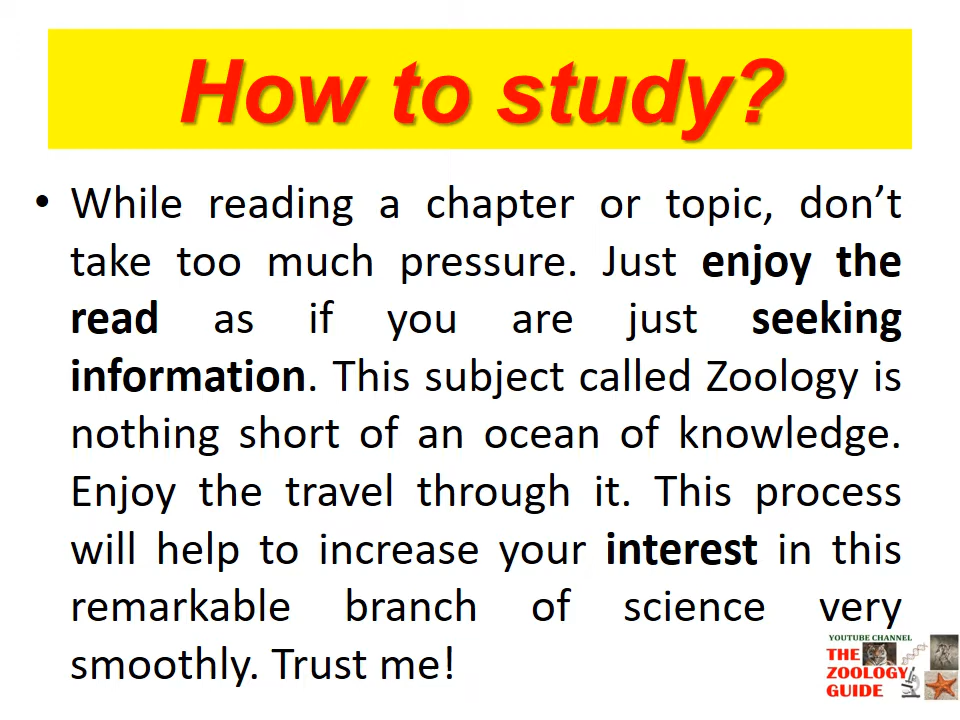 How to study?
• While reading a chapter or topic, don’t
take too much pressure. Just enjoy the
read as if you are just seeking
information. This subject called Zoology is
nothing short of an ocean of knowledge.
Enjoy the travel through it. This process
will help to increase your interest in this
remarkable branch of science very
smoothly. Trust me!
YOUTUBE CHANNEL
THE
ZOOLOGY
GUIDE